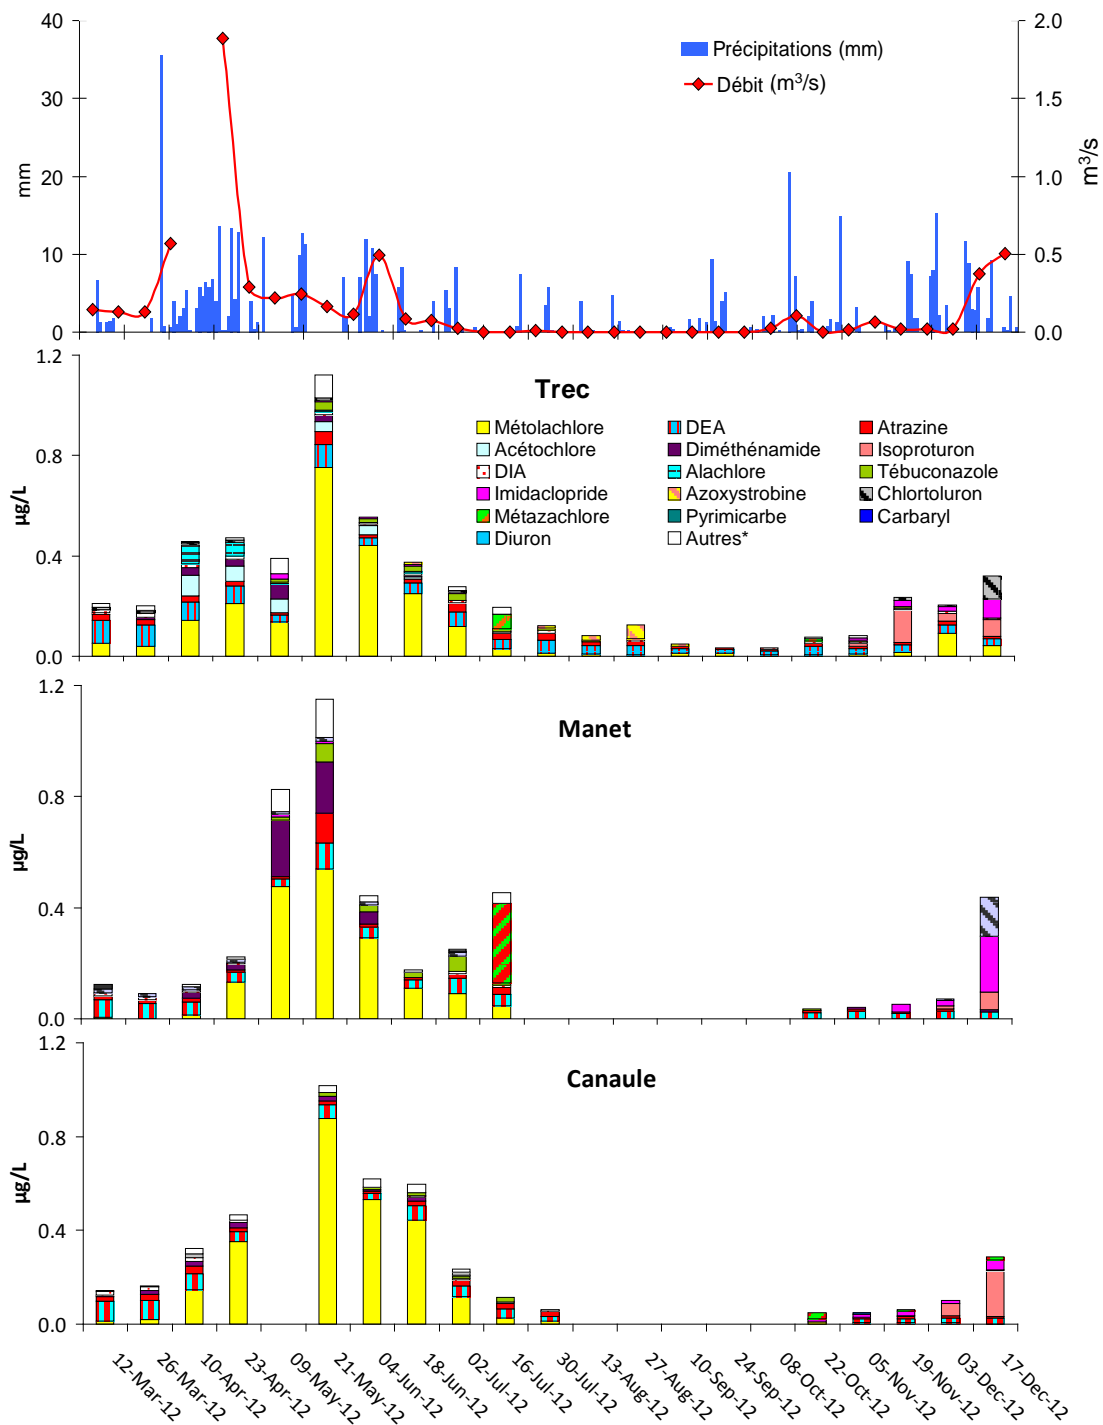 40
30
20
10
0
mm
2.0
1.5
1.0
0.5
0.0
m³/s
Précipitations (mm)
Débit (m³/s)
1.2
0.8
0.4
0.0
µg/L
Trec
Métolachlore DEA Atrazine
Acétochlore Diméthénamide Isoproturon
DIA Alachlore Tébuconazole
Imidaclopride Azoxystrobine Chlortoluron
Métazachlore Pyrimicarbe Carbaryl
Diuron Autres*
1.2
0.8
0.4
0.0
µg/L
Manet
1.2
0.8
0.4
0.0
µg/L
Canaule
12-Mar-12
26-Mar-12
10-Apr-12
23-Apr-12
09-May-12
21-May-12
04-Jun-12
18-Jun-12
02-Jul-12
16-Jul-12
30-Jul-12
13-Aug-12
27-Aug-12
10-Sep-12
24-Sep-12
08-Oct-12
22-Oct-12
05-Nov-12
19-Nov-12
03-Dec-12
17-Dec-12